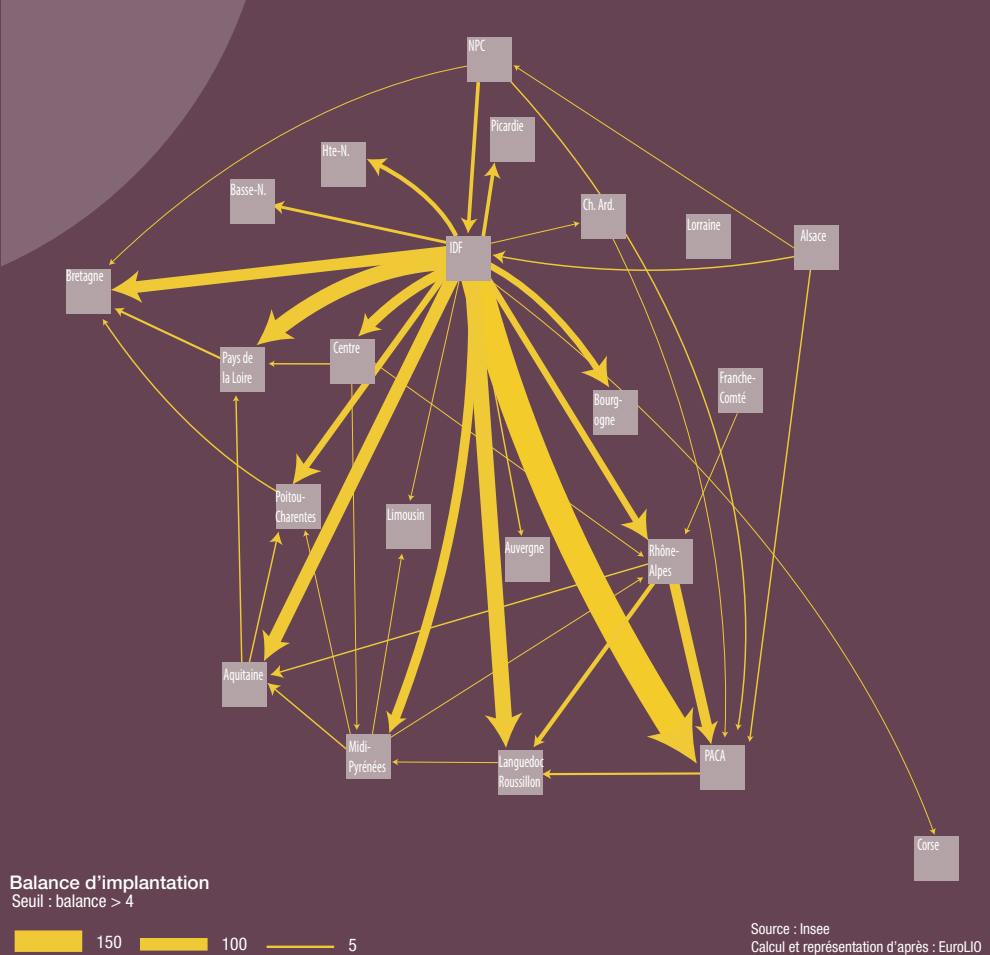 NPC
Picardie
Hte-N.
Basse-N.
Ch. Ard.
Lorraine
Alsace
IDF
Bretagne
Centre
Pays de
la Loire
Franche-
Comté
Bourg-
ogne
Poitou-
Charentes
Limousin
Auvergne
Rhône-
Alpes
Aquitaine
Midi-
Pyrénées
Languedoc
Roussillon
PACA
Corse
Balance d’implantation
Seuil : balance > 4
150
100
5
Source : Insee
Calcul et représentation d’après : EuroLIO